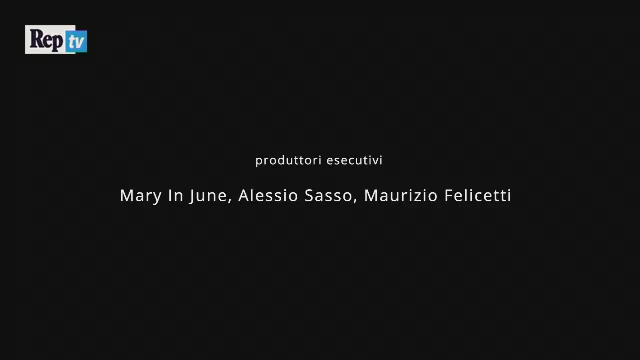 Rep tv
produttori esecutivi
Mary In June, Alessio Sasso, Maurizio Felicetti